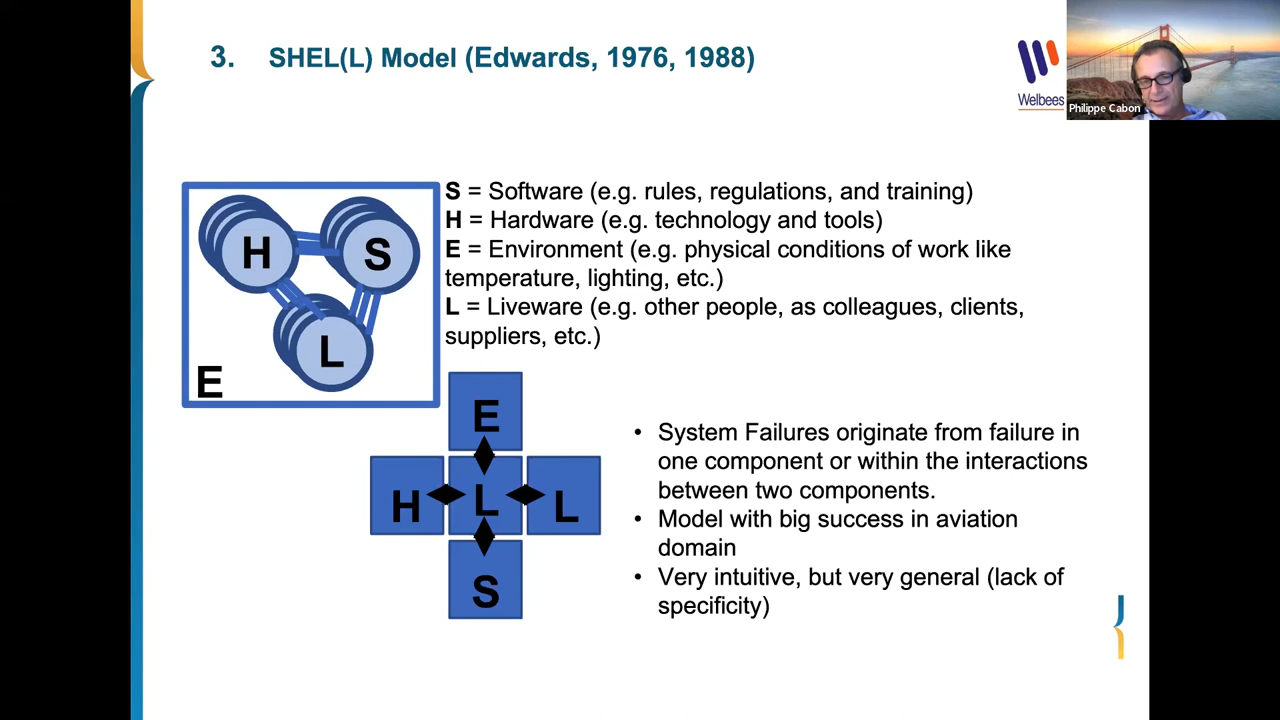 3. SHEL(L) Model (Edwards, 1976, 1988)
Welbees
Philippe Cabon
S = Software (e.g. rules, regulations, and training)
H = Hardware (e.g. technology and tools)
E = Environment (e.g. physical conditions of work like
temperature, lighting, etc.)
L = Liveware (e.g. other people, as colleagues, clients,
suppliers, etc.)
H S
L
E
E
H L L
S
• System Failures originate from failure in
one component or within the interactions
between two components.
• Model with big success in aviation
domain
• Very intuitive, but very general (lack of
specificity)